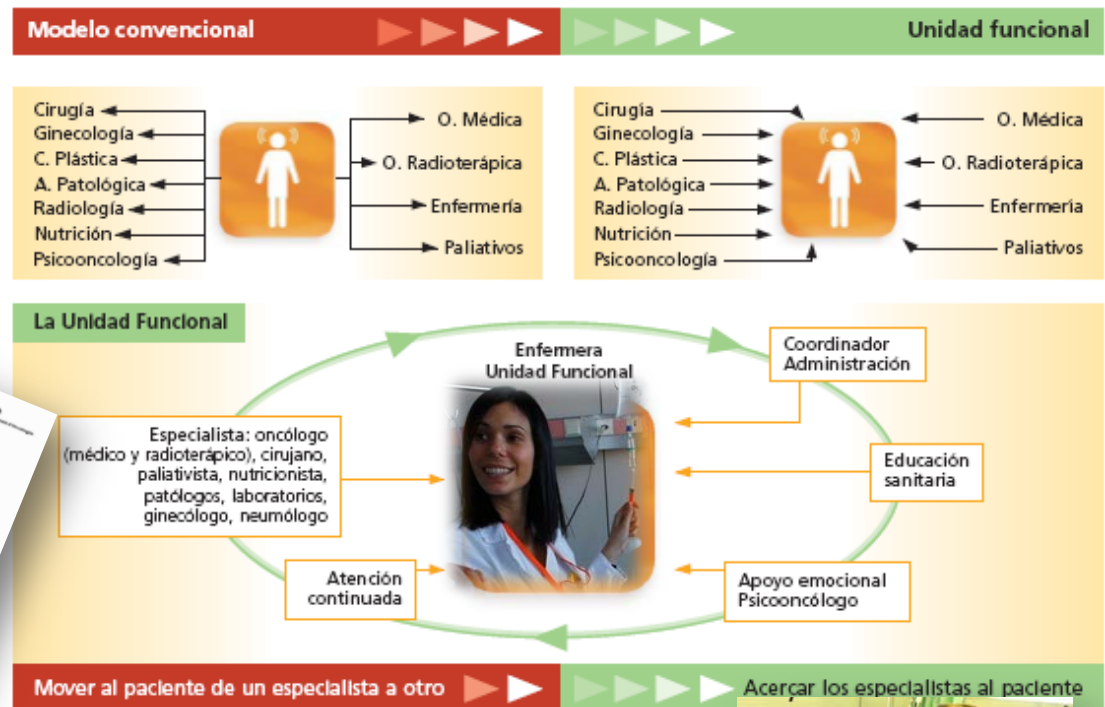 Modelo convencional
Unidad funcional
Cirugía
Ginecología
C. Plástica
A. Patológica
Radiología
Nutrición
Psicooncología
O. Médica
O. Radioterápica
Enfermería
Paliativos
Cirugía
Ginecología
C. Plástica
A. Patológica
Radiología
Nutrición
Psicooncología
O. Médica
O. Radioterápica
Enfermería
Paliativos
La Unidad Funcional
Enfermera
Unidad Funcional
Coordinador
Administración
Especialista: oncólogo
(médico y radioterápico), cirujano,
paliativista, nutricionista,
patólogos, laboratorios,
ginecólogo, neumólogo
Educación
sanitaria
Atención
continuada
Apoyo emocional
Psicooncólogo
Mover al paciente de un especialista a otro
Acercar los especialistas al paciente